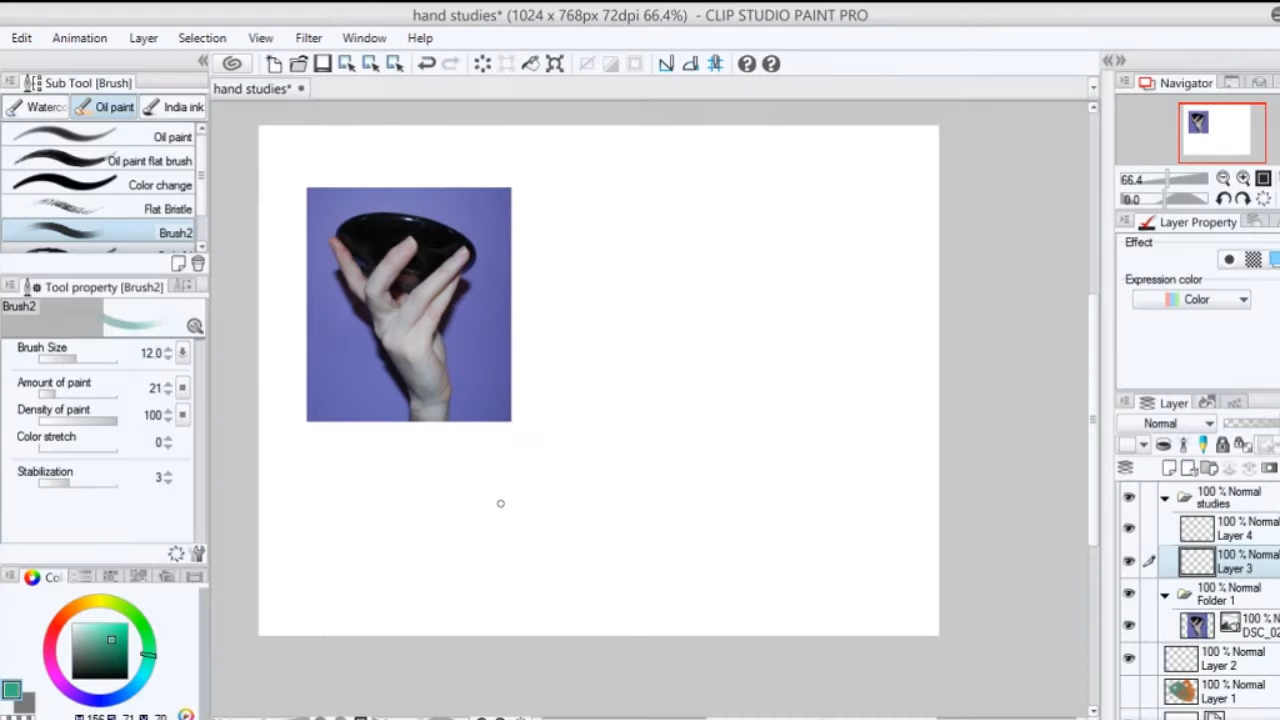 hand studies* (1024 x 768px 72dpi 66.4%) - CLIP STUDIO PAINT PRO
Edit Animation Layer Selection View Filter Window Help
Sub Tool [Brush]
hand studies*
Navigator
Oil paint India ink
Oil paint
Oil paint flat brush
Color change
Flat Bristle
Brush2
66.4
0.0
Layer Property
Effect
Expression color
Color
Tool property [Brush2]
Brush2
Brush Size 12.0
Amount of paint 21
Density of paint 100
Color stretch 0
Stabilization 3
Layer
Normal
100 % Normal
studies
100 % Normal
Layer 4
100 % Normal
Layer 3
100 % Normal
Folder 1
100 %
DSC_02
100 % Normal
Layer 2
100 % Normal
Layer 1